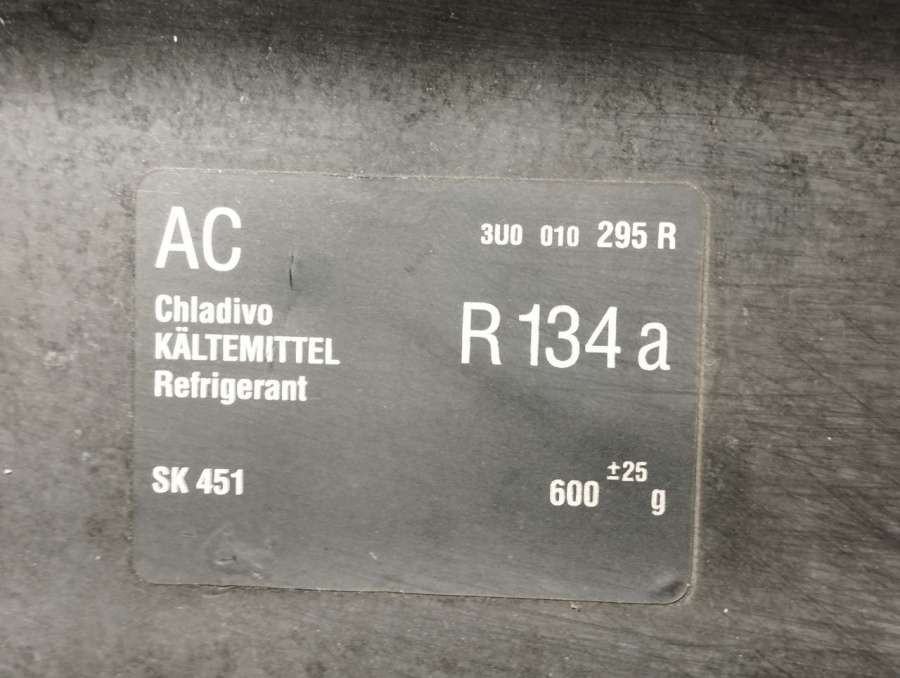 AC
3U0 010 295 R
Chladivo
KÄLTEMITTEL
Refrigerant
R 134 a
SK 451
600 ±25 g